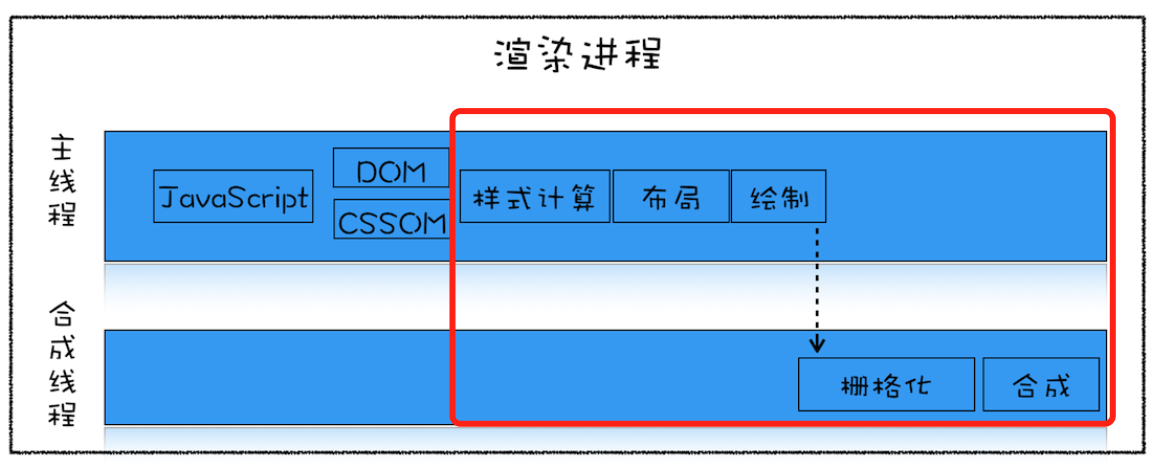 渲染进程
主线程
JavaScript
DOM
CSSOM
样式计算
布局
绘制
合成线程
栅格化
合成